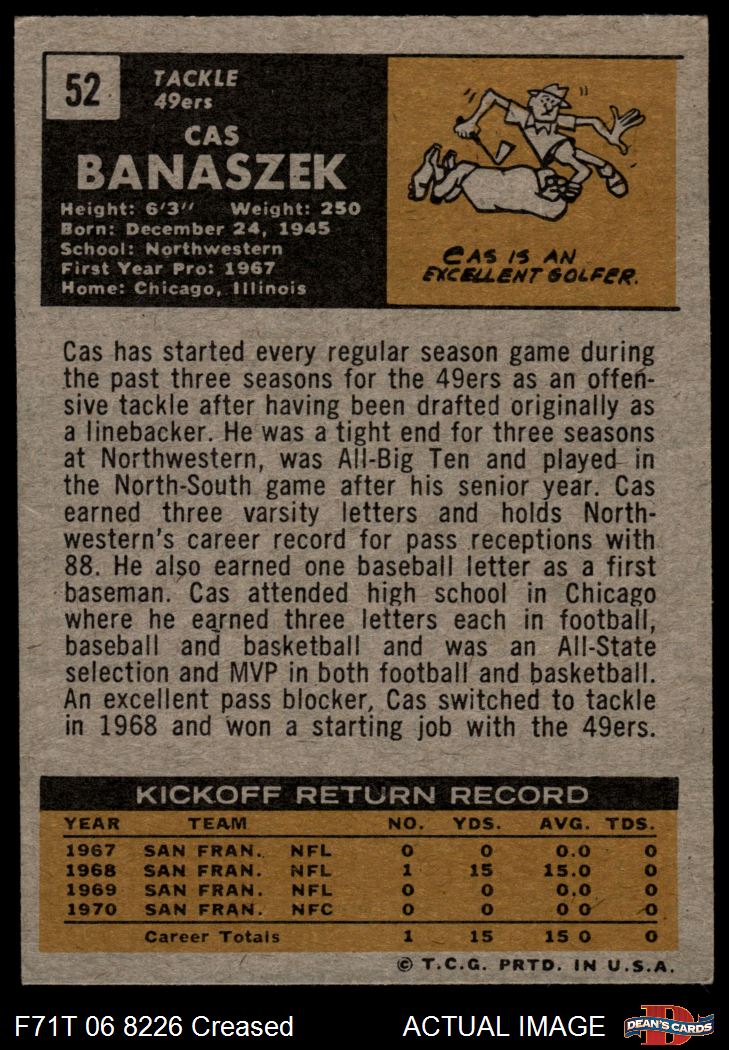 52
TACKLE
49ers
CAS
BANASZEK
Height: 6'3" Weight: 250
Born: December 24, 1945
School: Northwestern
First Year Pro: 1967
Home: Chicago, Illinois
CAS IS AN
EXCELLENT GOLFER.
Cas has started every regular season game during
the past three seasons for the 49ers as an offen-
sive tackle after having been drafted originally as
a linebacker. He was a tight end for three seasons
at Northwestern, was All-Big Ten and played in
the North-South game after his senior year. Cas
earned three varsity letters and holds North-
western's career record for pass receptions with
88. He also earned one baseball letter as a first
baseman. Cas attended high school in Chicago
where he earned three letters each in football,
baseball and basketball and was an All-State
selection and MVP in both football and basketball.
An excellent pass blocker, Cas switched to tackle
in 1968 and won a starting job with the 49ers.
KICKOFF RETURN RECORD
YEAR TEAM NO. YDS. AVG. TDS.
1967 SAN FRAN. NFL 0 0 0.0 0
1968 SAN FRAN. NFL 1 15 15.0 0
1969 SAN FRAN. NFL 0 0 0.0 0
1970 SAN FRAN. NFC 0 0 0 0 0
Career Totals 1 15 15 0 0
© T.C.G. PRTD. IN U.S.A.
F71T 06 8226 Creased ACTUAL IMAGE D DEAN'S CARDS